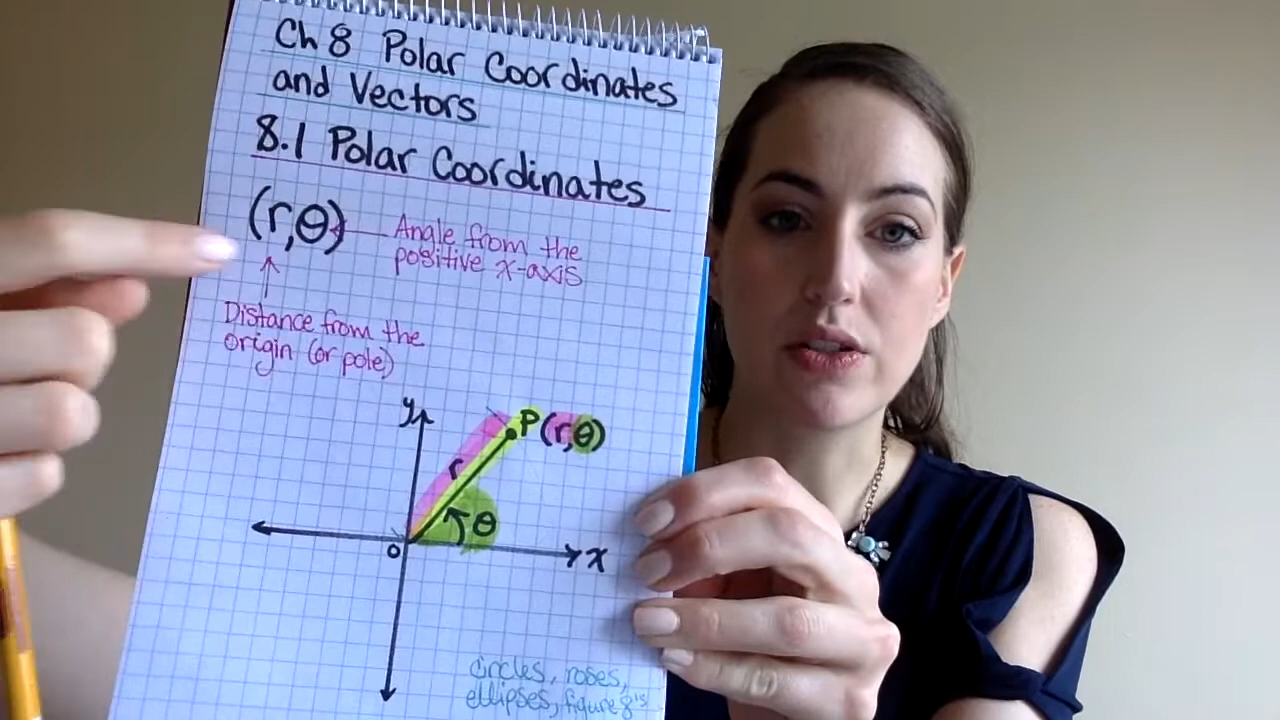 Ch 8 Polar Coordinates
and Vectors
8.1 Polar Coordinates
(r,θ)
Angle from the
positive x-axis
Distance from the
origin (or pole)
y
P(r,θ)
r
θ
O
x
circles, roses,
ellipses, figure 8's